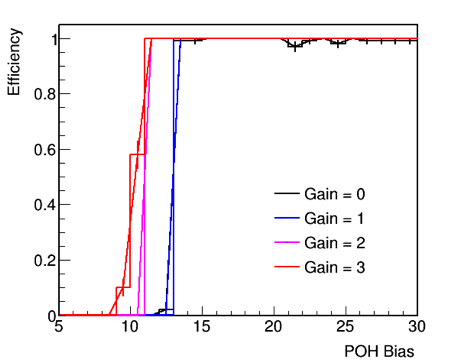 Efficiency
1
0.8
0.6
0.4
0.2
0
5 10 15 20 25 30
POH Bias
Gain = 0
Gain = 1
Gain = 2
Gain = 3